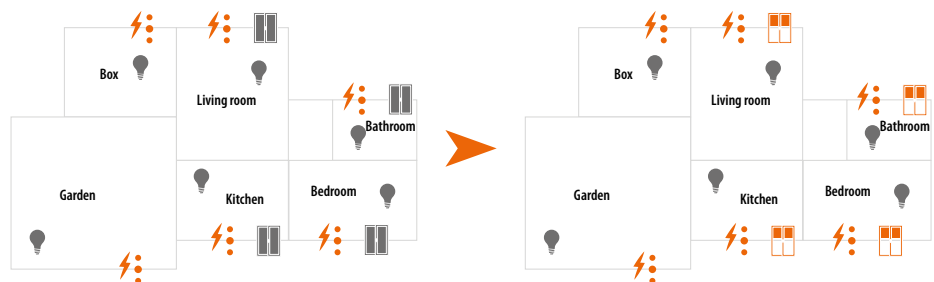 Box
Living room
Bathroom
Garden
Kitchen
Bedroom
Box
Living room
Bathroom
Garden
Kitchen
Bedroom